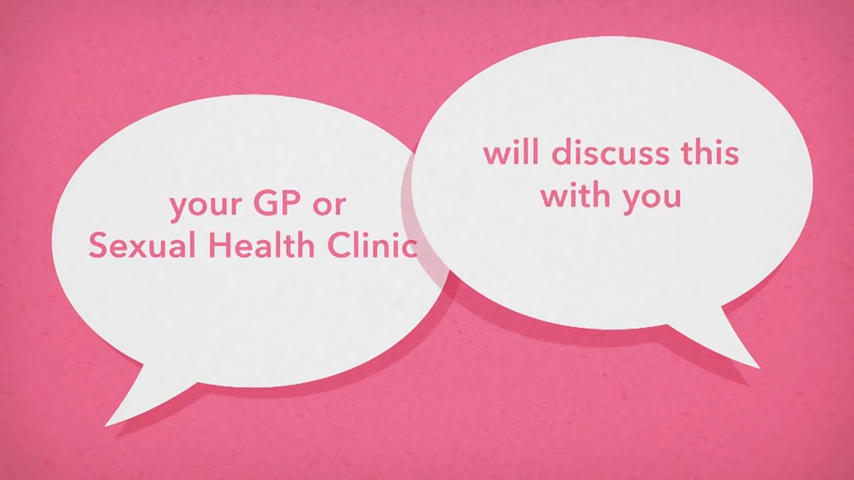 your GP or
Sexual Health Clinic
will discuss this
with you